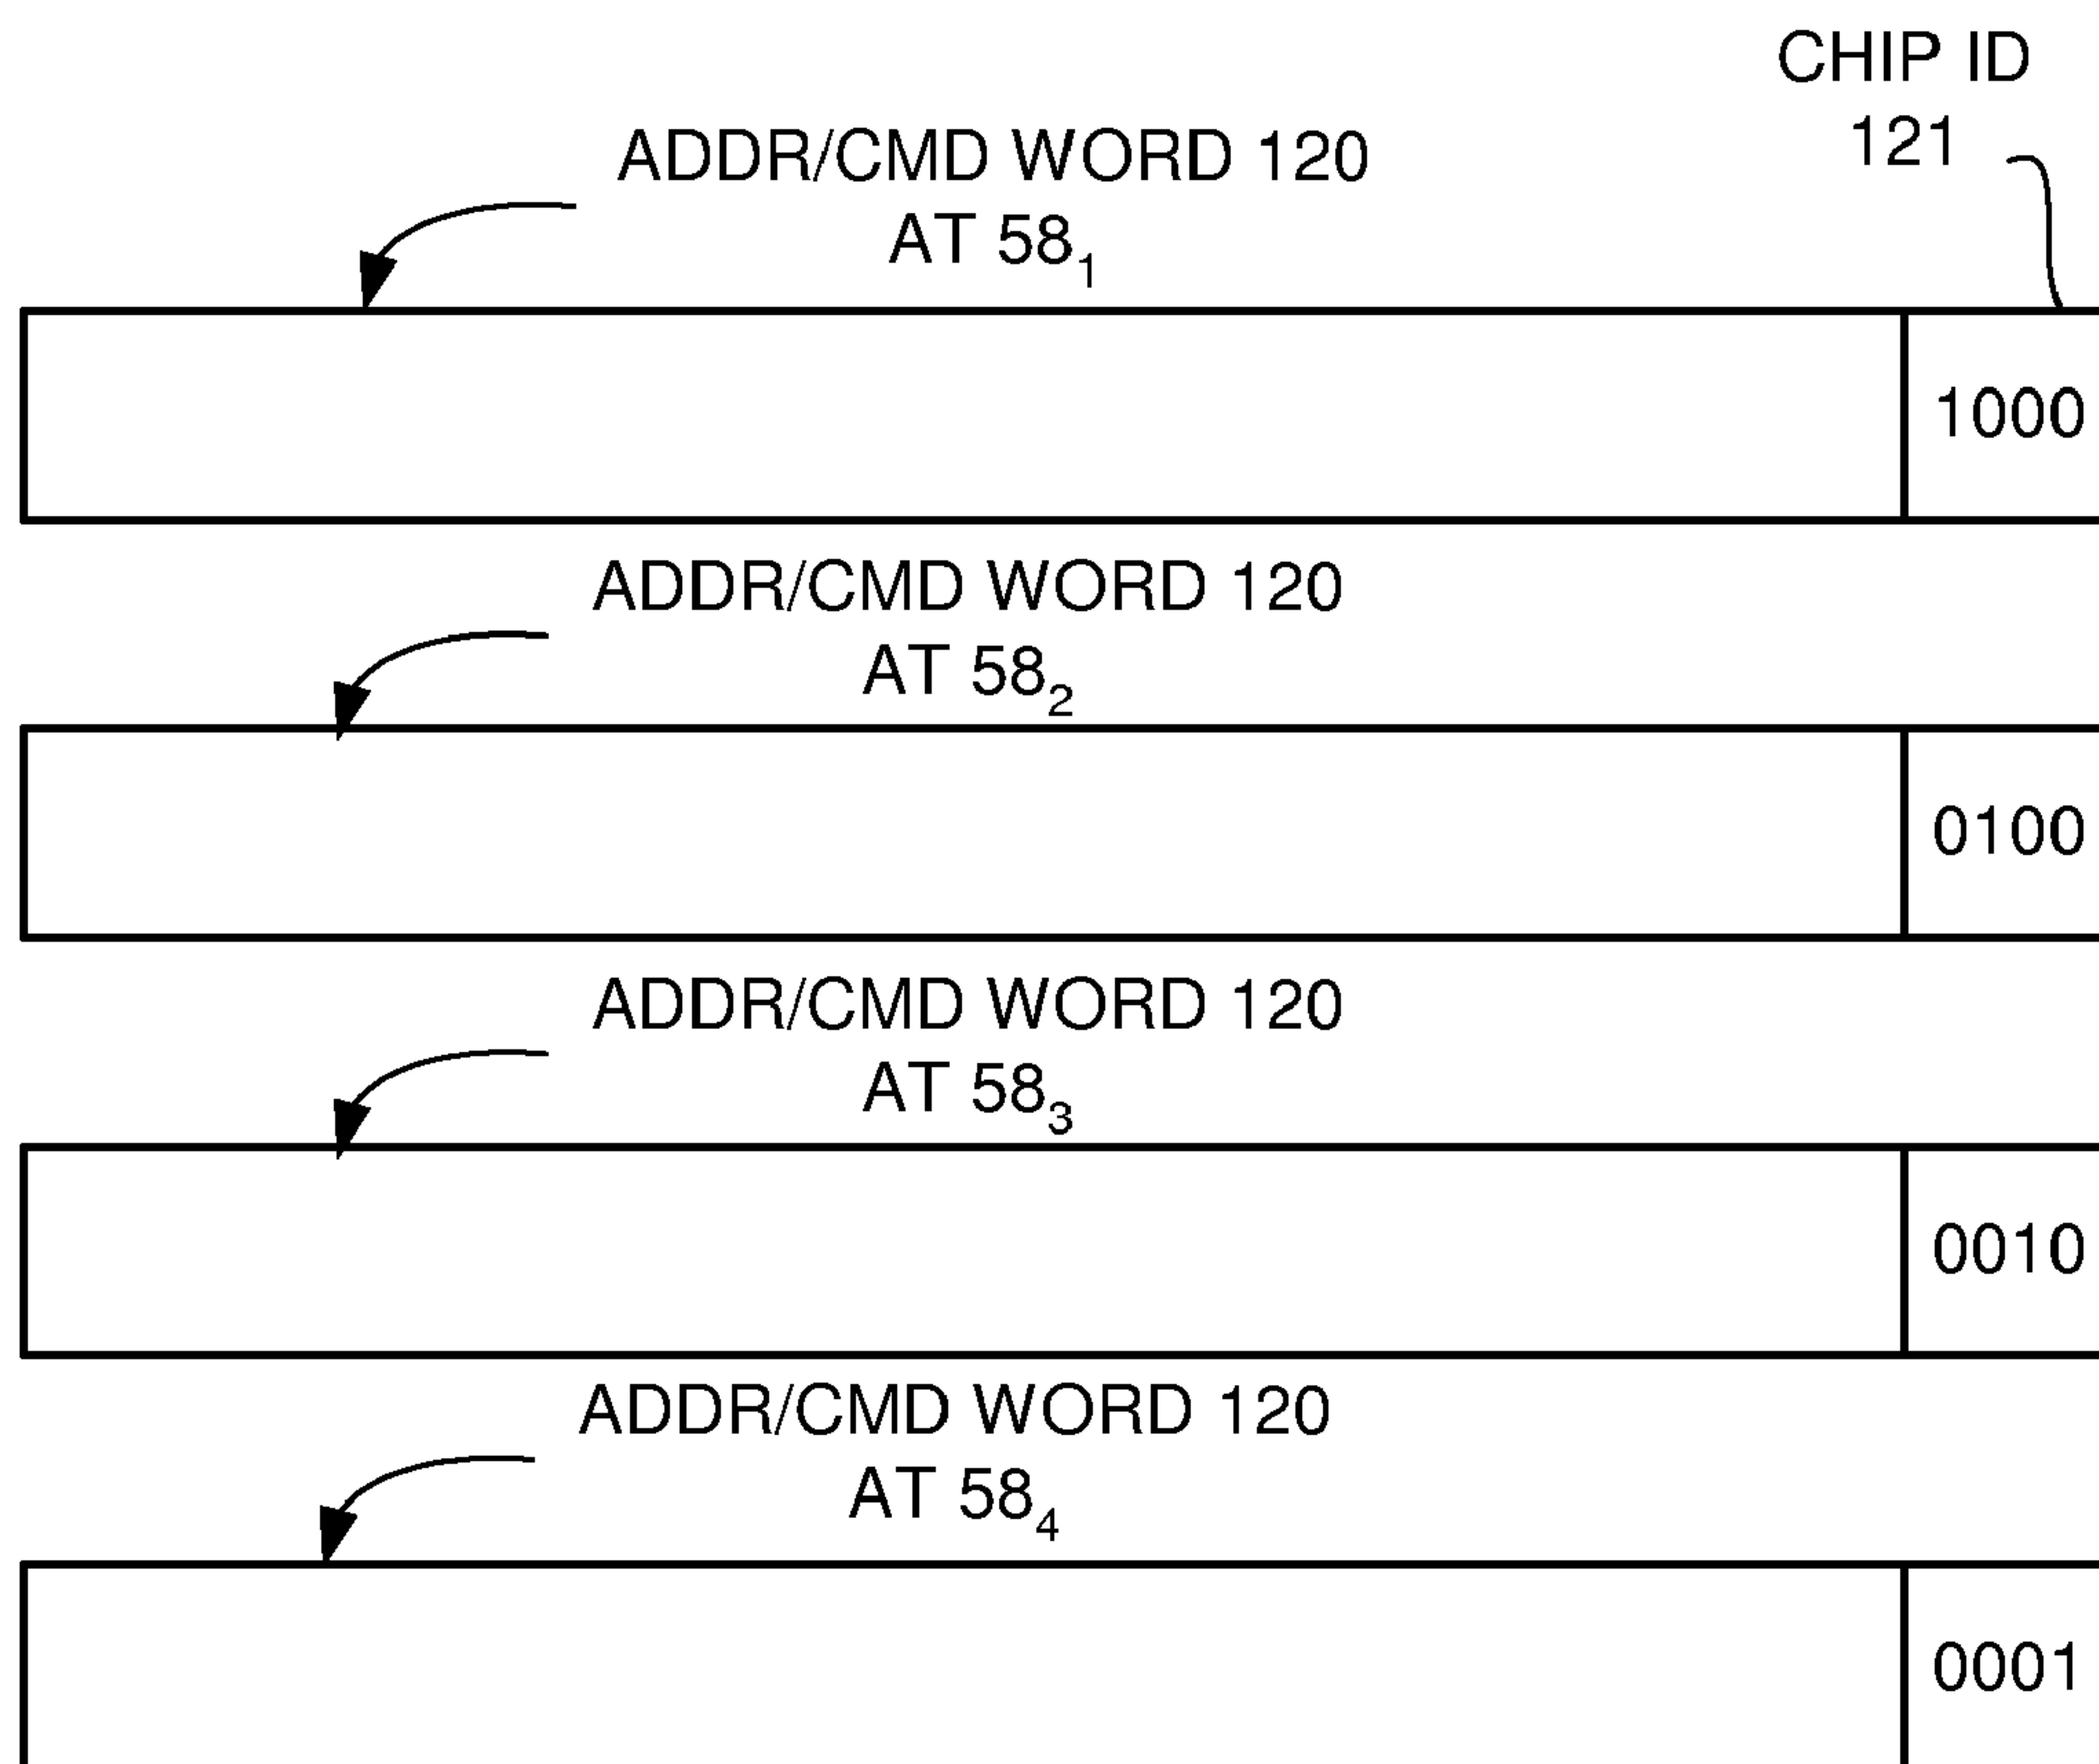 CHIP ID
121
ADDR/CMD WORD 120
AT 58₁
1000
ADDR/CMD WORD 120
AT 58₂
0100
ADDR/CMD WORD 120
AT 58₃
0010
ADDR/CMD WORD 120
AT 58₄
0001